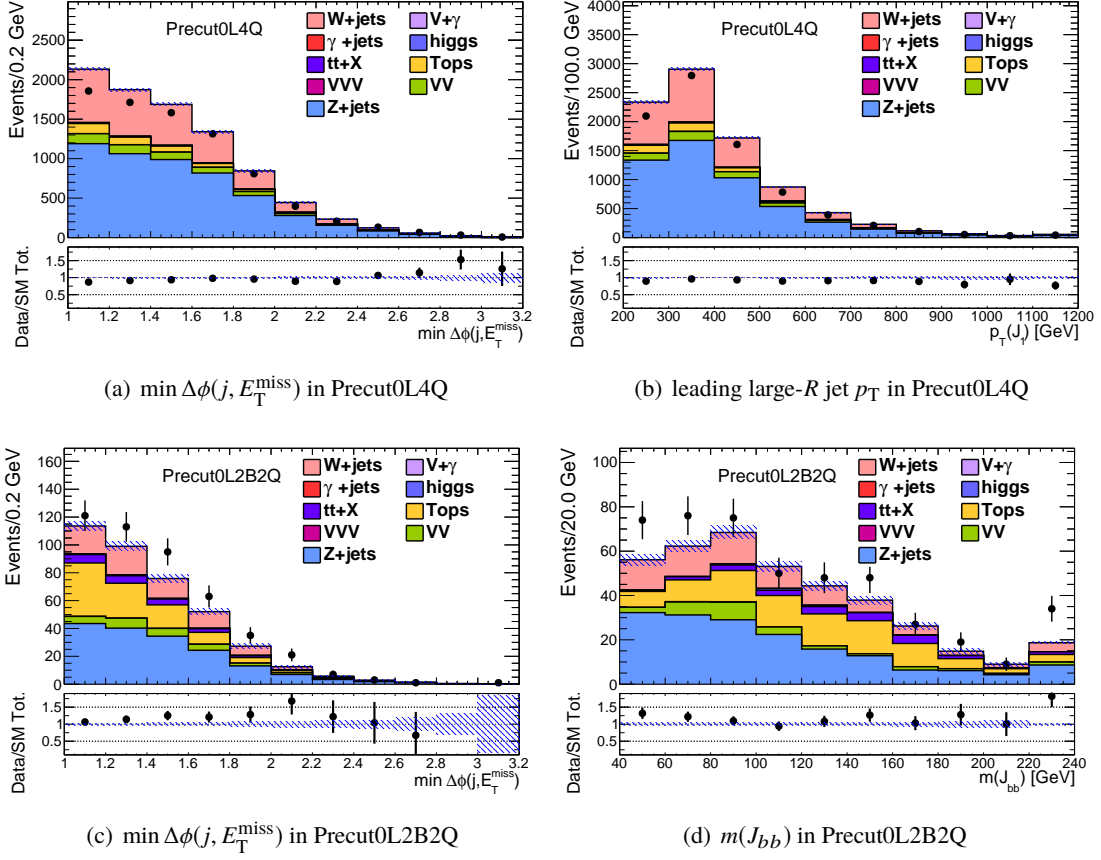 Precut0L4Q
W+jets
γ +jets
tt+X
VVV
Z+jets
V+γ
higgs
Tops
VV
Events/0.2 GeV
2500
2000
1500
1000
500
0
Data/SM Tot.
1.5
1
0.5
1 1.2 1.4 1.6 1.8 2 2.2 2.4 2.6 2.8 3 3.2
min Δϕ(j,E_T^miss)
(a) min Δϕ(j, E_T^miss) in Precut0L4Q
Precut0L4Q
W+jets
γ +jets
tt+X
VVV
Z+jets
V+γ
higgs
Tops
VV
Events/100.0 GeV
4000
3500
3000
2500
2000
1500
1000
500
0
Data/SM Tot.
1.5
1
0.5
200 300 400 500 600 700 800 900 1000 1100 1200
p_T(J_1) [GeV]
(b) leading large-R jet p_T in Precut0L4Q
Precut0L2B2Q
W+jets
γ +jets
tt+X
VVV
Z+jets
V+γ
higgs
Tops
VV
Events/0.2 GeV
160
140
120
100
80
60
40
20
0
Data/SM Tot.
1.5
1
0.5
1 1.2 1.4 1.6 1.8 2 2.2 2.4 2.6 2.8 3 3.2
min Δϕ(j,E_T^miss)
(c) min Δϕ(j, E_T^miss) in Precut0L2B2Q
Precut0L2B2Q
W+jets
γ +jets
tt+X
VVV
Z+jets
V+γ
higgs
Tops
VV
Events/20.0 GeV
100
80
60
40
20
0
Data/SM Tot.
1.5
1
0.5
40 60 80 100 120 140 160 180 200 220 240
m(J_bb) [GeV]
(d) m(J_bb) in Precut0L2B2Q